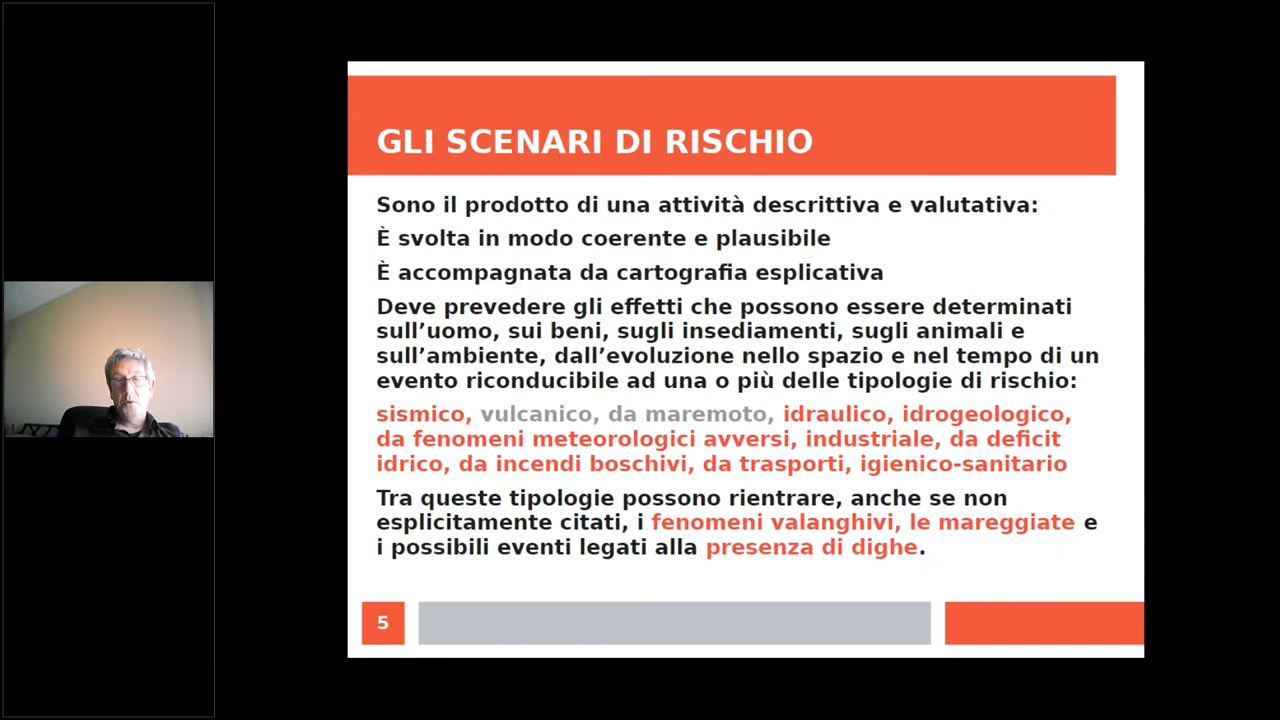 GLI SCENARI DI RISCHIO
Sono il prodotto di una attività descrittiva e valutativa:
È svolta in modo coerente e plausibile
È accompagnata da cartografia esplicativa
Deve prevedere gli effetti che possono essere determinati
sull’uomo, sui beni, sugli insediamenti, sugli animali e
sull’ambiente, dall’evoluzione nello spazio e nel tempo di un
evento riconducibile ad una o più delle tipologie di rischio:
sismico, vulcanico, da maremoto, idraulico, idrogeologico,
da fenomeni meteorologici avversi, industriale, da deficit
idrico, da incendi boschivi, da trasporti, igienico-sanitario
Tra queste tipologie possono rientrare, anche se non
esplicitamente citati, i fenomeni valanghivi, le mareggiate e
i possibili eventi legati alla presenza di dighe.
5